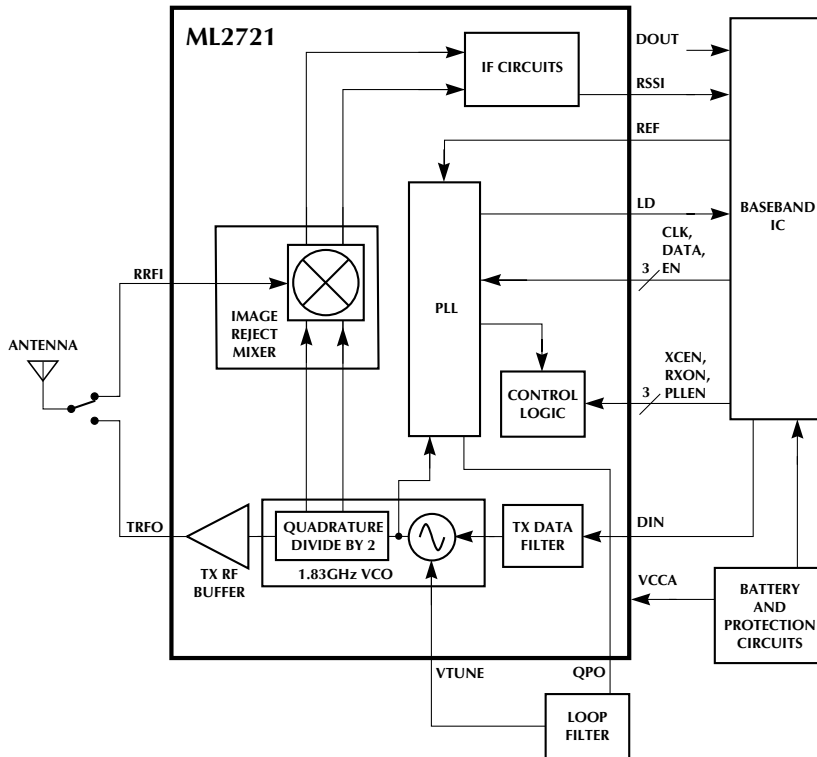 ML2721
IF CIRCUITS
DOUT
RSSI
REF
LD
BASEBAND
IC
CLK,
DATA,
EN
3
RRFI
IMAGE
REJECT
MIXER
PLL
ANTENNA
XCEN,
RXON,
PLLEN
3
CONTROL
LOGIC
TRFO
QUADRATURE
DIVIDE BY 2
TX DATA
FILTER
DIN
TX RF
BUFFER
1.83GHz VCO
VCCA
BATTERY
AND
PROTECTION
CIRCUITS
VTUNE
QPO
LOOP
FILTER